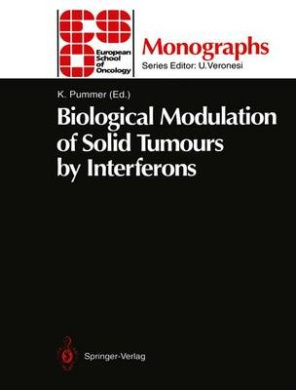 European
School
of Oncology
Monographs
Series Editor: U.Veronesi
K. Pummer (Ed.)
Biological Modulation
of Solid Tumours
by Interferons
Springer-Verlag